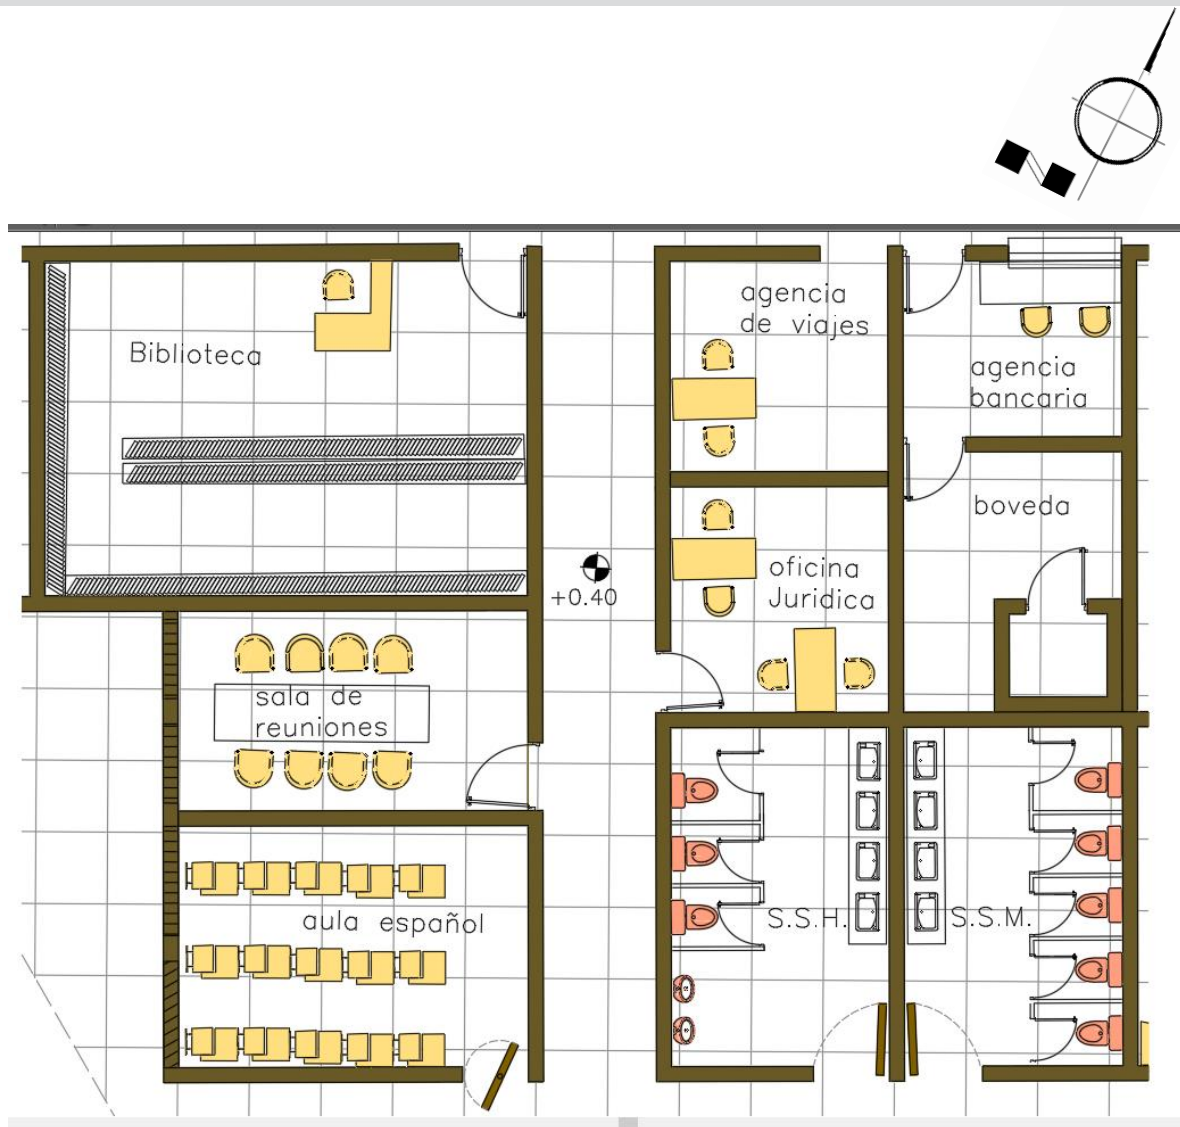 agencia
de viajes
Biblioteca
agencia
bancaria
boveda
oficina
Juridica
+0.40
sala de
reuniones
aula español
S.S.H.
S.S.M.